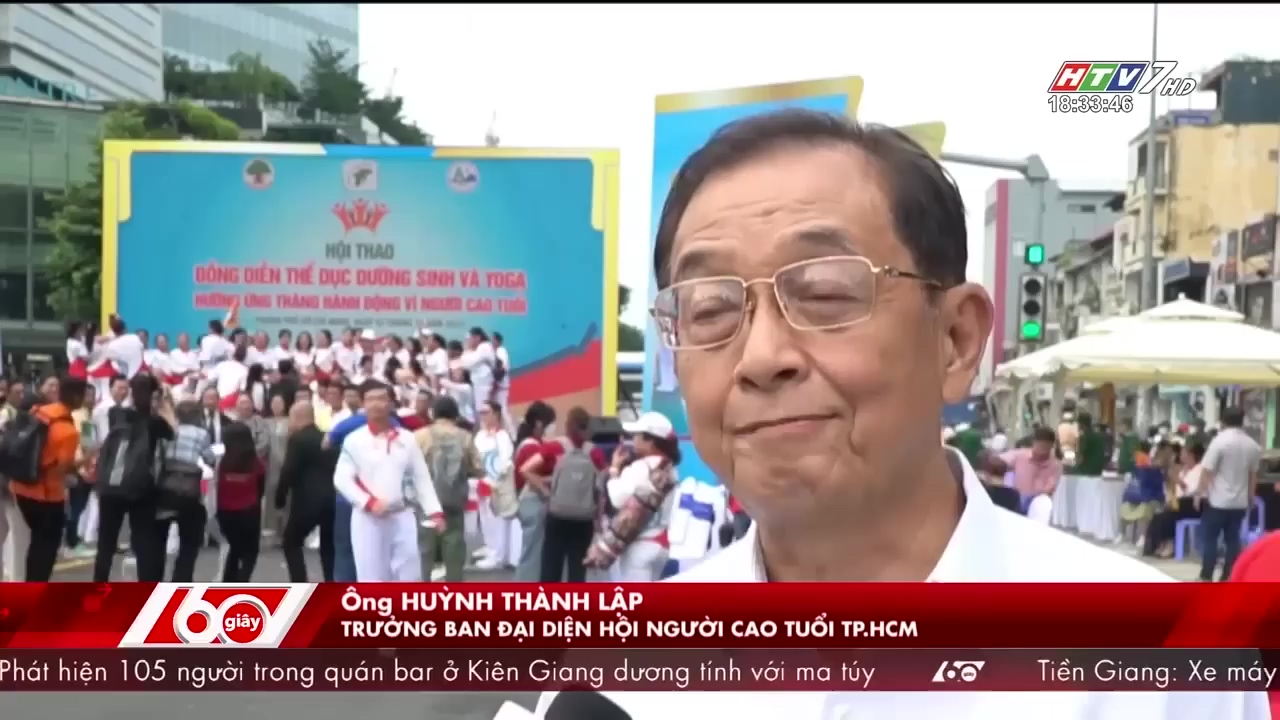 HTV7 HD
18:33:46
HỘI THAO
ĐỒNG DIỄN THỂ DỤC DƯỠNG SINH VÀ YOGA
HƯỞNG ỨNG THÁNG HÀNH ĐỘNG VÌ NGƯỜI CAO TUỔI
60 giây
Ông HUỲNH THÀNH LẬP
TRƯỞNG BAN ĐẠI DIỆN HỘI NGƯỜI CAO TUỔI TP.HCM
Phát hiện 105 người trong quán bar ở Kiên Giang dương tính với ma túy 60 giây Tiền Giang: Xe máy